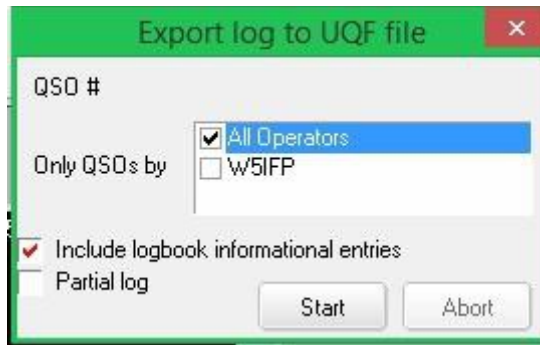 Export log to UQF file
QSO #
All Operators
Only QSOs by
W5IFP
Include logbook informational entries
Partial log
Start
Abort